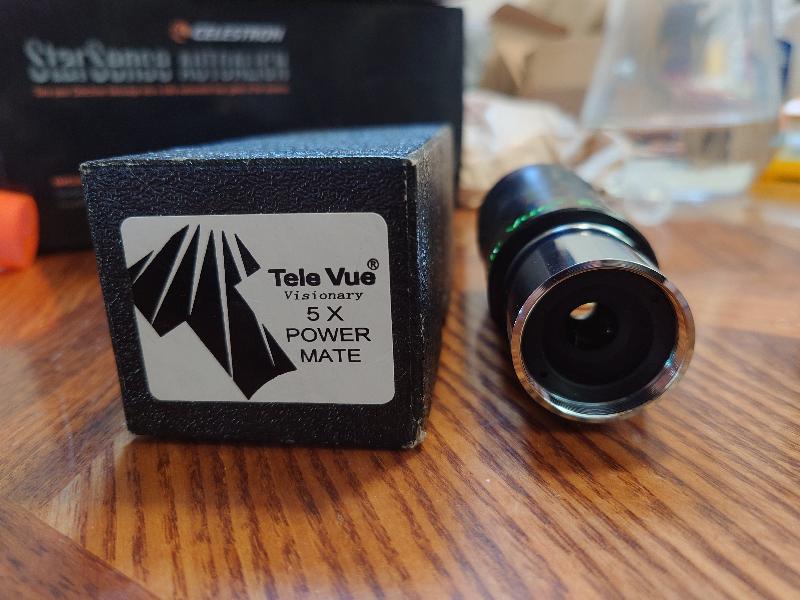 CELESTRON
StarSense AUTOALIGN
Tele Vue®
Visionary
5 X
POWER
MATE